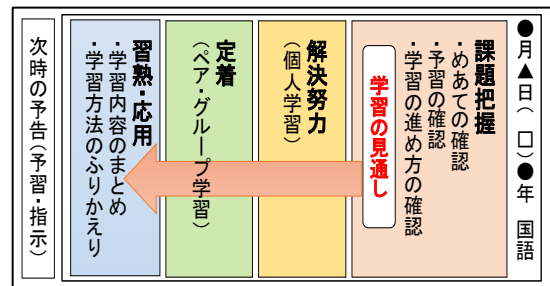 ●月▲日(　□)●年　国語
課題把握
・めあての確認
・予習の確認
・学習の進め方の確認
学習の見通し
解決努力
(個人学習)
定着
(ペア・グループ学習)
習熟・応用
・学習内容のまとめ
・学習方法のふりかえり
次時の予告(予習・指示)